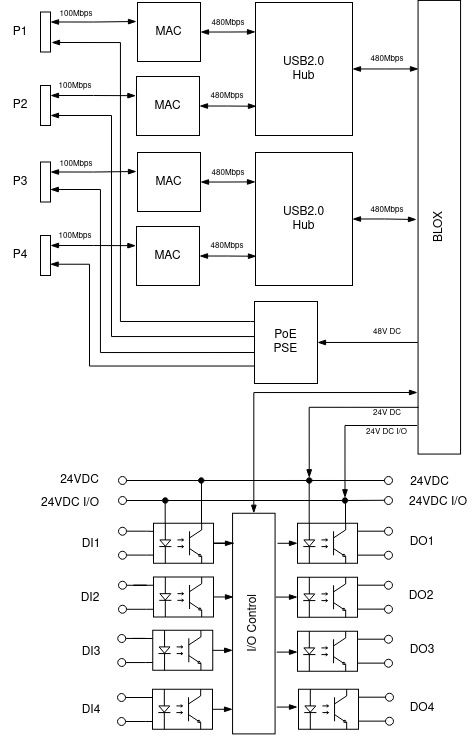 P1
100Mbps
MAC
480Mbps
USB2.0
Hub
480Mbps
P2
100Mbps
MAC
480Mbps
P3
100Mbps
MAC
480Mbps
USB2.0
Hub
480Mbps
BLOX
P4
100Mbps
MAC
480Mbps
PoE
PSE
48V DC
24V DC
24V DC I/O
24VDC
24VDC
24VDC I/O
24VDC I/O
DI1
DO1
DI2
DO2
I/O Control
DI3
DO3
DI4
DO4